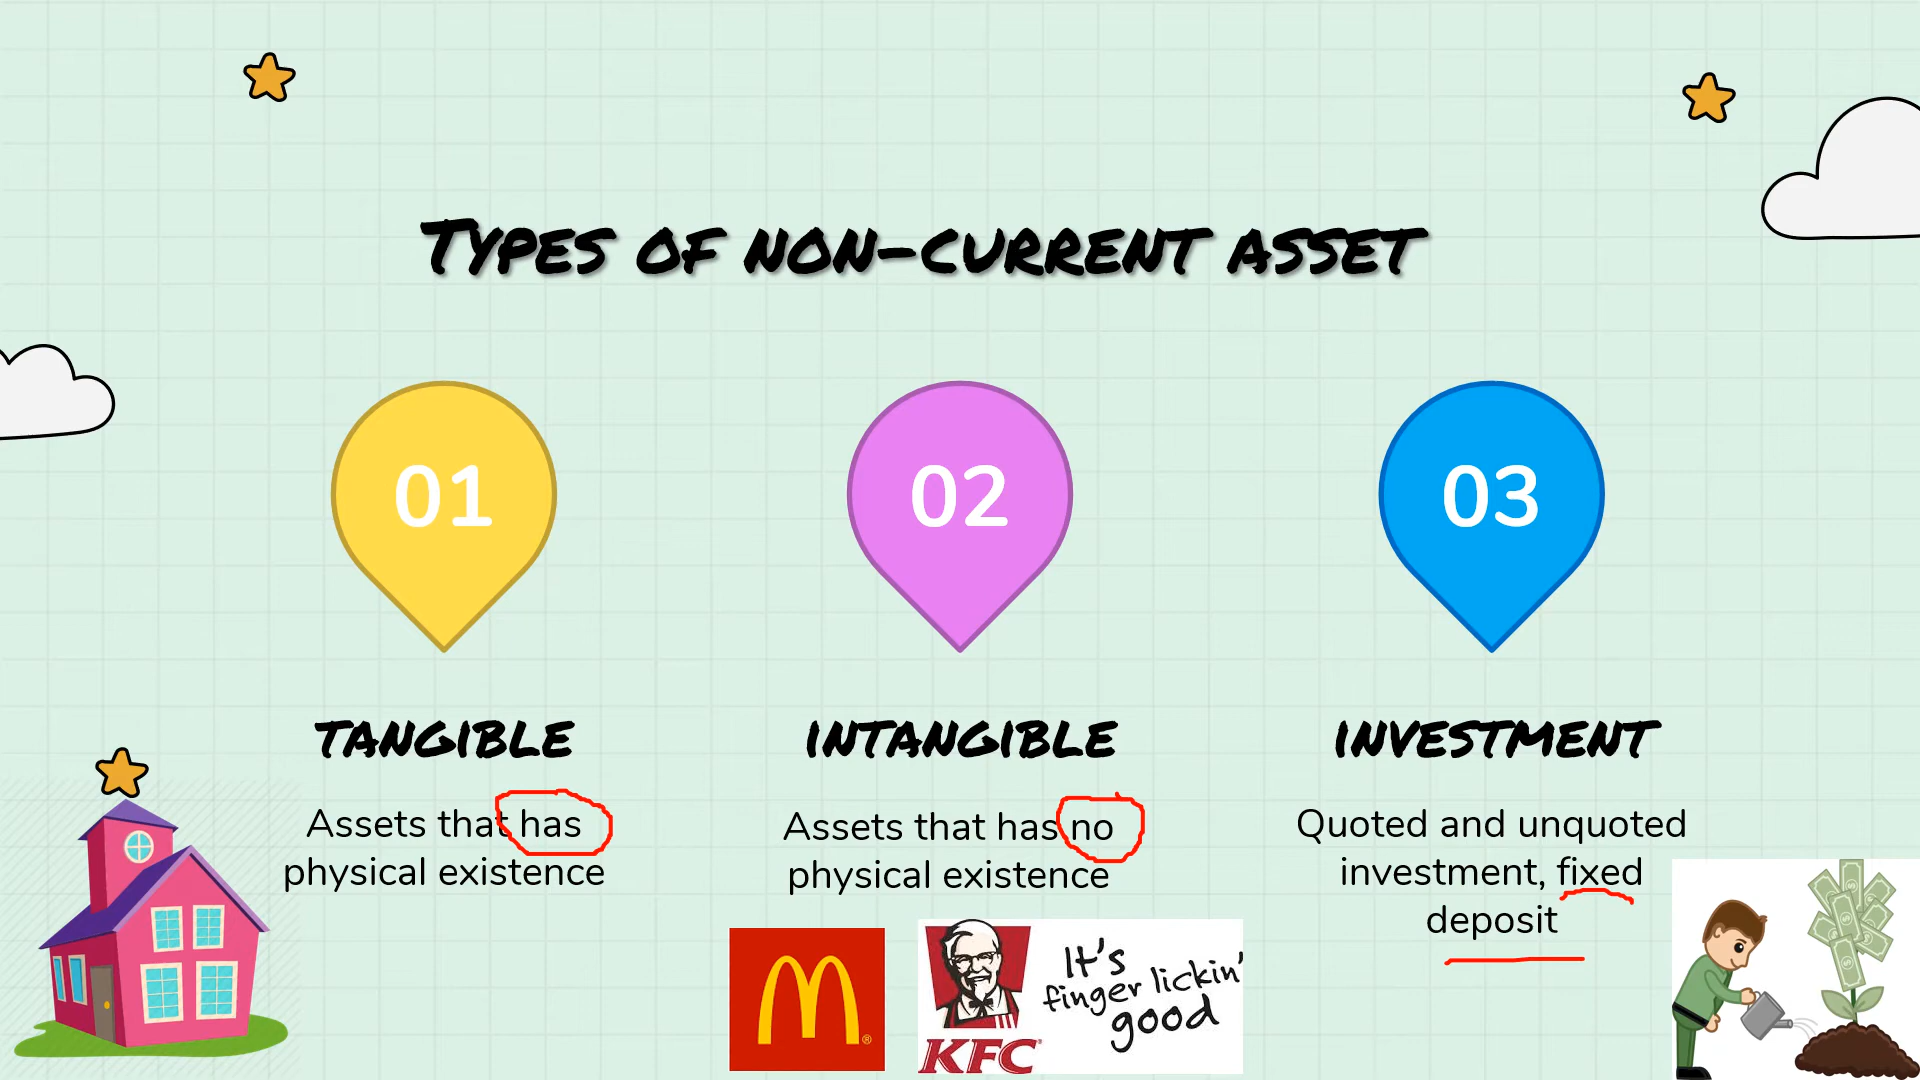 Types of non-current asset
01
02
03
Tangible
Assets that has
physical existence
Intangible
Assets that has no
physical existence
®
It's
finger lickin'
good
KFC
Investment
Quoted and unquoted
investment, fixed
deposit